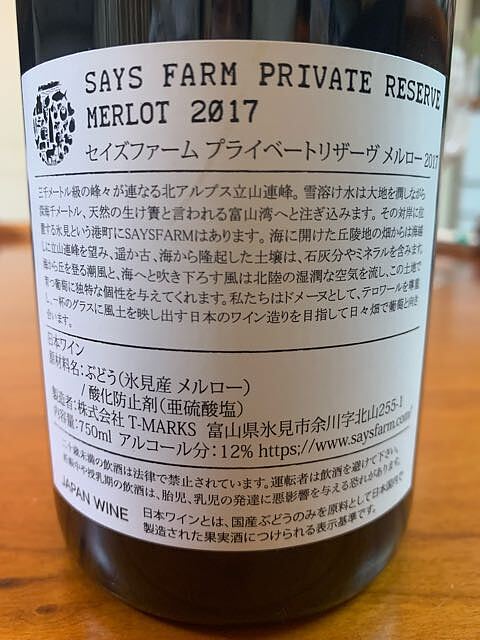 SAYS FARM PRIVATE RESERVE
MERLOT 2017
セイズファーム プライベートリザーヴ メルロー 2017
三千メートル級の峰々が連なる北アルプス立山連峰。雪溶け水は大地を潤しながら
深海千メートル、天然の生け簀と言われる富山湾へと注ぎ込みます。その対岸に位
置する氷見という港町にSAYSFARMはあります。海に開けた丘陵地の畑からは海越
しに立山連峰を望み、遥か古、海から隆起した土壌は、石灰分やミネラルを含みます。
海から丘を登る潮風と、海へと吹き下ろす風は北陸の湿潤な空気を流し、この土地で
育つ葡萄に独特な個性を与えてくれます。私たちはドメーヌとして、テロワールを尊重
し、一杯のグラスに風土を映し出す日本のワイン造りを目指して日々畑で葡萄と向き
合います。
日本ワイン
原材料名：ぶどう（氷見産 メルロー）
/ 酸化防止剤（亜硫酸塩）
製造者：株式会社 T-MARKS 富山県氷見市余川字北山255-1
内容量：750ml アルコール分：12% https://www.saysfarm.com/
二十歳未満の飲酒は法律で禁止されています。運転者は飲酒を避けて下さい。
妊娠中や授乳期の飲酒は、胎児、乳児の発達に悪影響を与える恐れがあります。
JAPAN WINE
日本ワインとは、国産ぶどうのみを原料として日本国内で
製造された果実酒につけられる表示基準です。